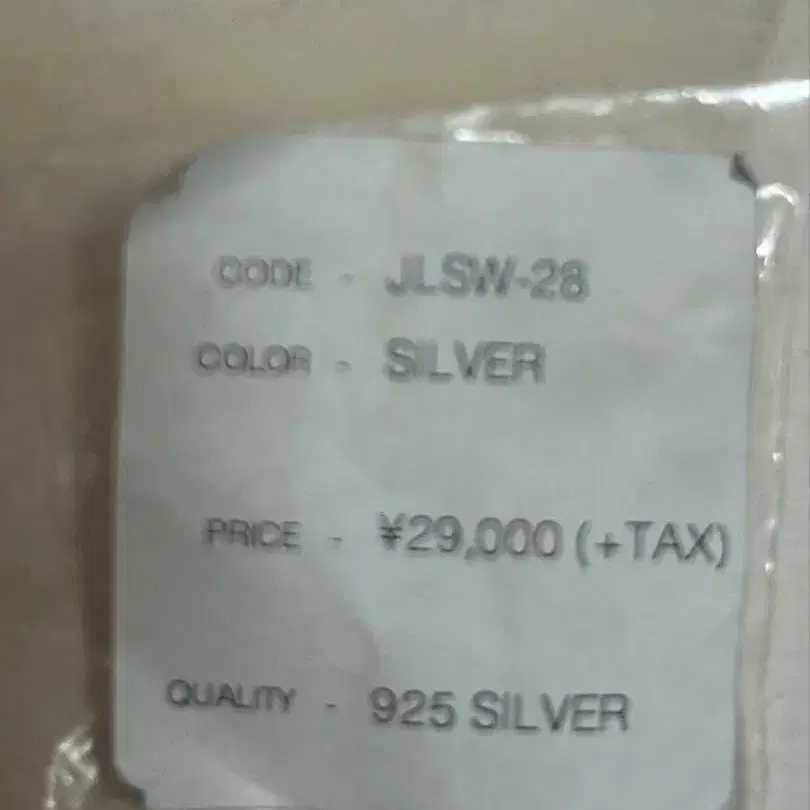 CODE - JLSW-28
COLOR - SILVER
PRICE - ¥29,000 (+TAX)
QUALITY - 925 SILVER